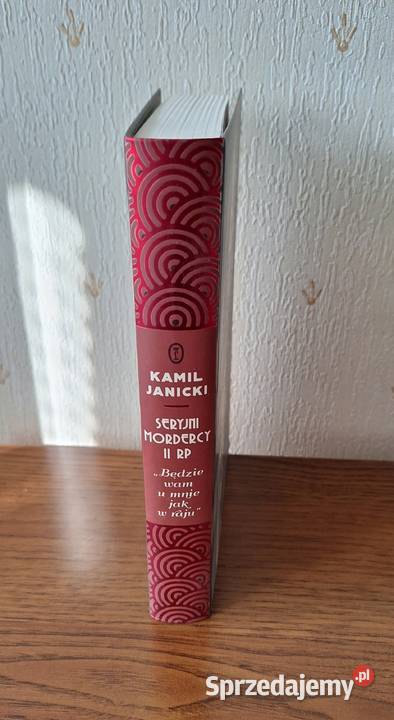 KAMIL
JANICKI
SERYJNI
MORDERCY
II RP
„Będzie
wam
u mnie
jak
w raju”
Sprzedajemy.pl